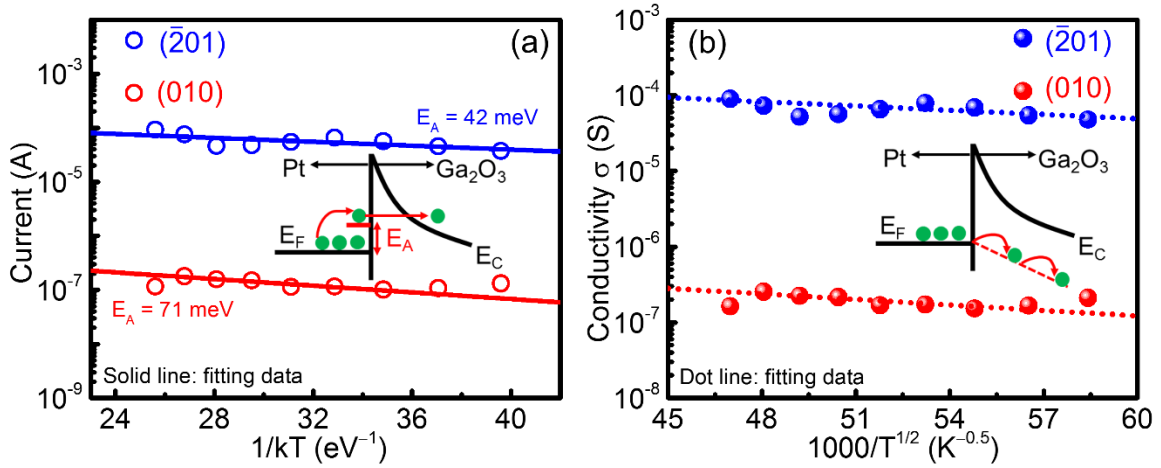 (a)
(2̅01)
(010)
E_A = 42 meV
Pt
Ga₂O₃
E_F
E_A
E_C
E_A = 71 meV
Solid line: fitting data
Current (A)
10⁻³
10⁻⁵
10⁻⁷
10⁻⁹
24 28 32 36 40
1/kT (eV⁻¹)
(b)
(2̅01)
(010)
Pt
Ga₂O₃
E_F
E_C
Dot line: fitting data
Conductivity σ (S)
10⁻³
10⁻⁴
10⁻⁵
10⁻⁶
10⁻⁷
10⁻⁸
45 48 51 54 57 60
1000/T^{1/2} (K⁻⁰·⁵)